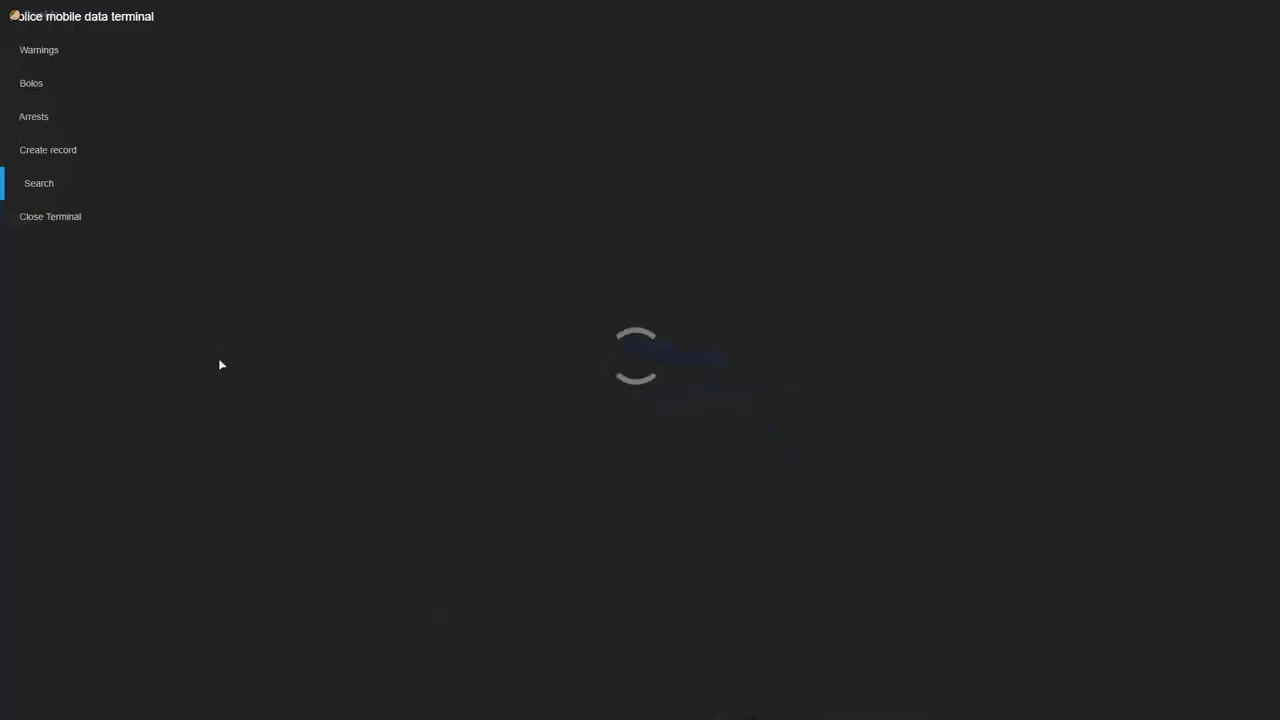 olice mobile data terminal
Warnings
Bolos
Arrests
Create record
Search
Close Terminal